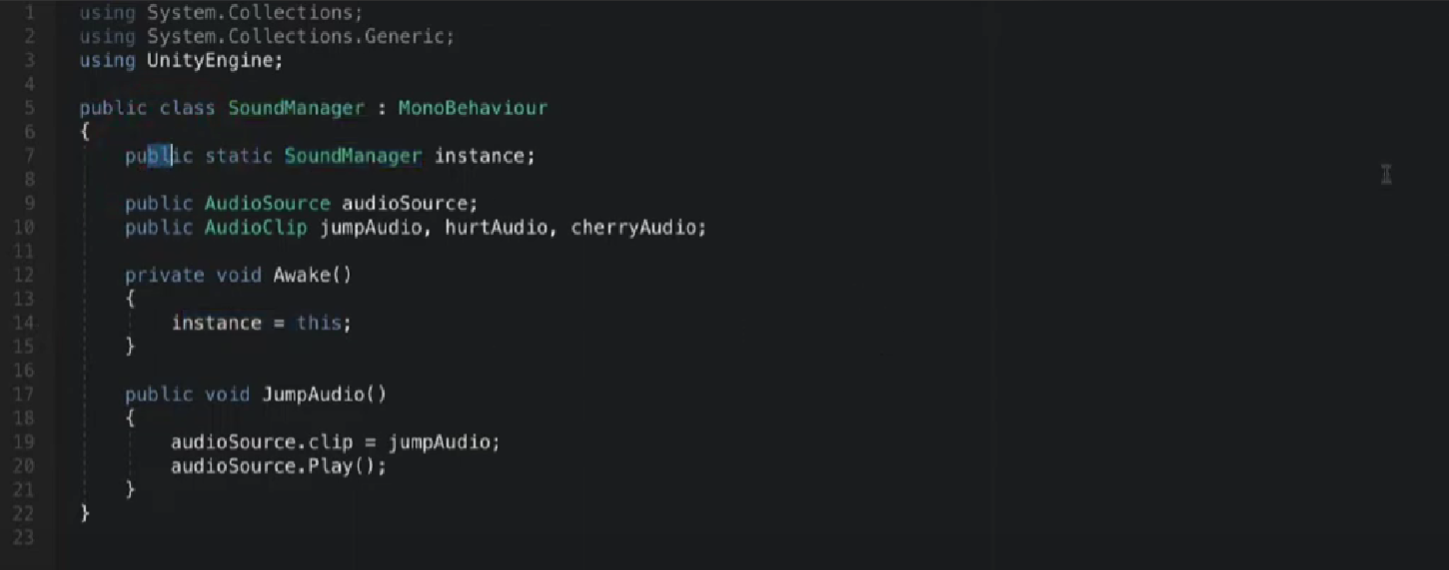 1 using System.Collections;
2 using System.Collections.Generic;
3 using UnityEngine;
4
5 public class SoundManager : MonoBehaviour
6 {
7 public static SoundManager instance;
8
9 public AudioSource audioSource;
10 public AudioClip jumpAudio, hurtAudio, cherryAudio;
11
12 private void Awake()
13 {
14 instance = this;
15 }
16
17 public void JumpAudio()
18 {
19 audioSource.clip = jumpAudio;
20 audioSource.Play();
21 }
22 }
23